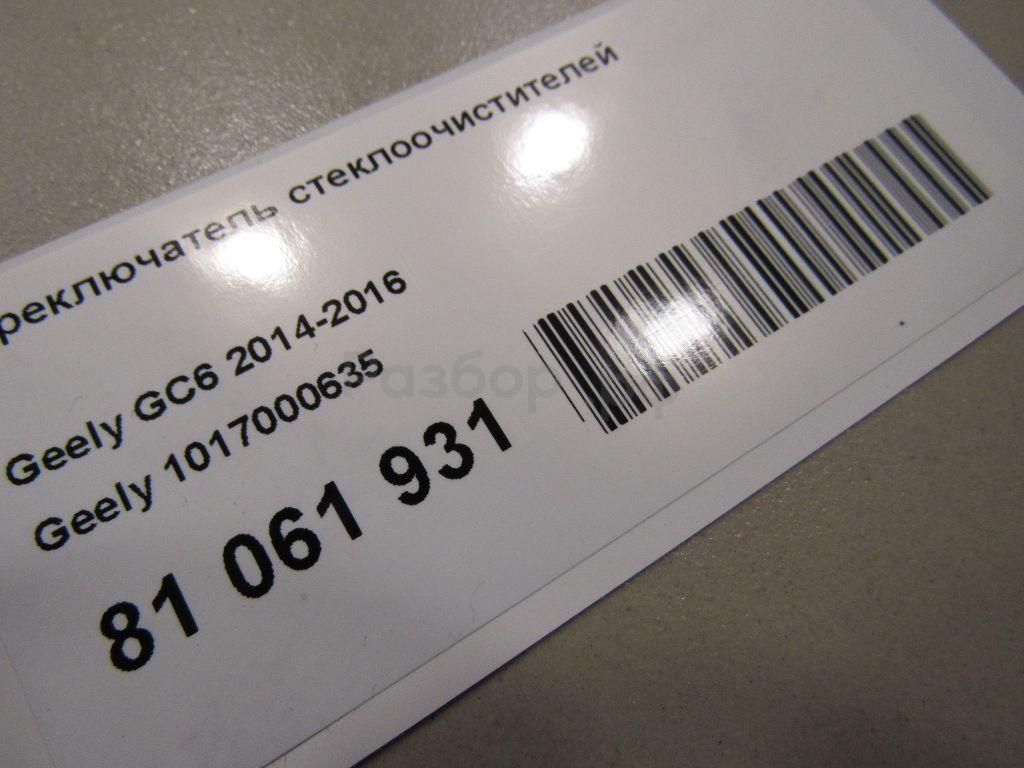 реключатель стеклоочистителей
Geely GC6 2014-2016
Geely 1017000635
81 061 931